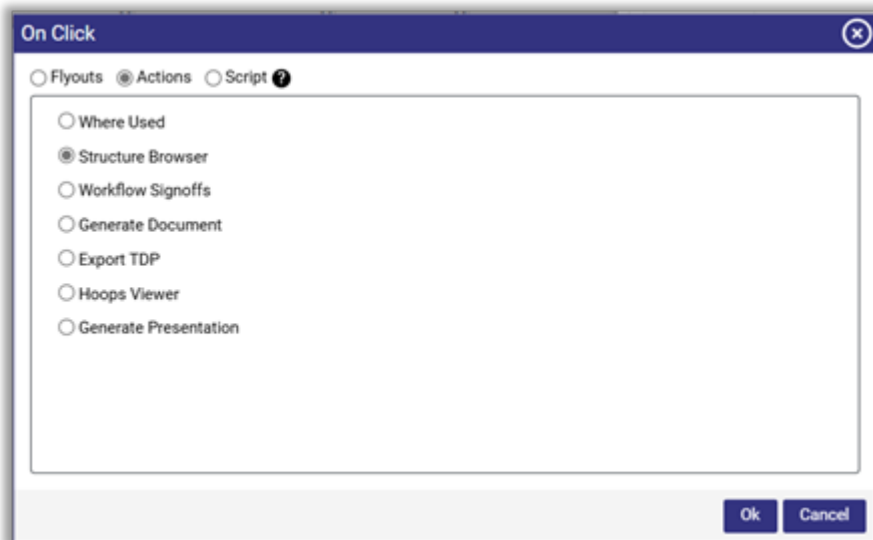 On Click
Flyouts Actions Script ?
Where Used
Structure Browser
Workflow Signoffs
Generate Document
Export TDP
Hoops Viewer
Generate Presentation
Ok Cancel